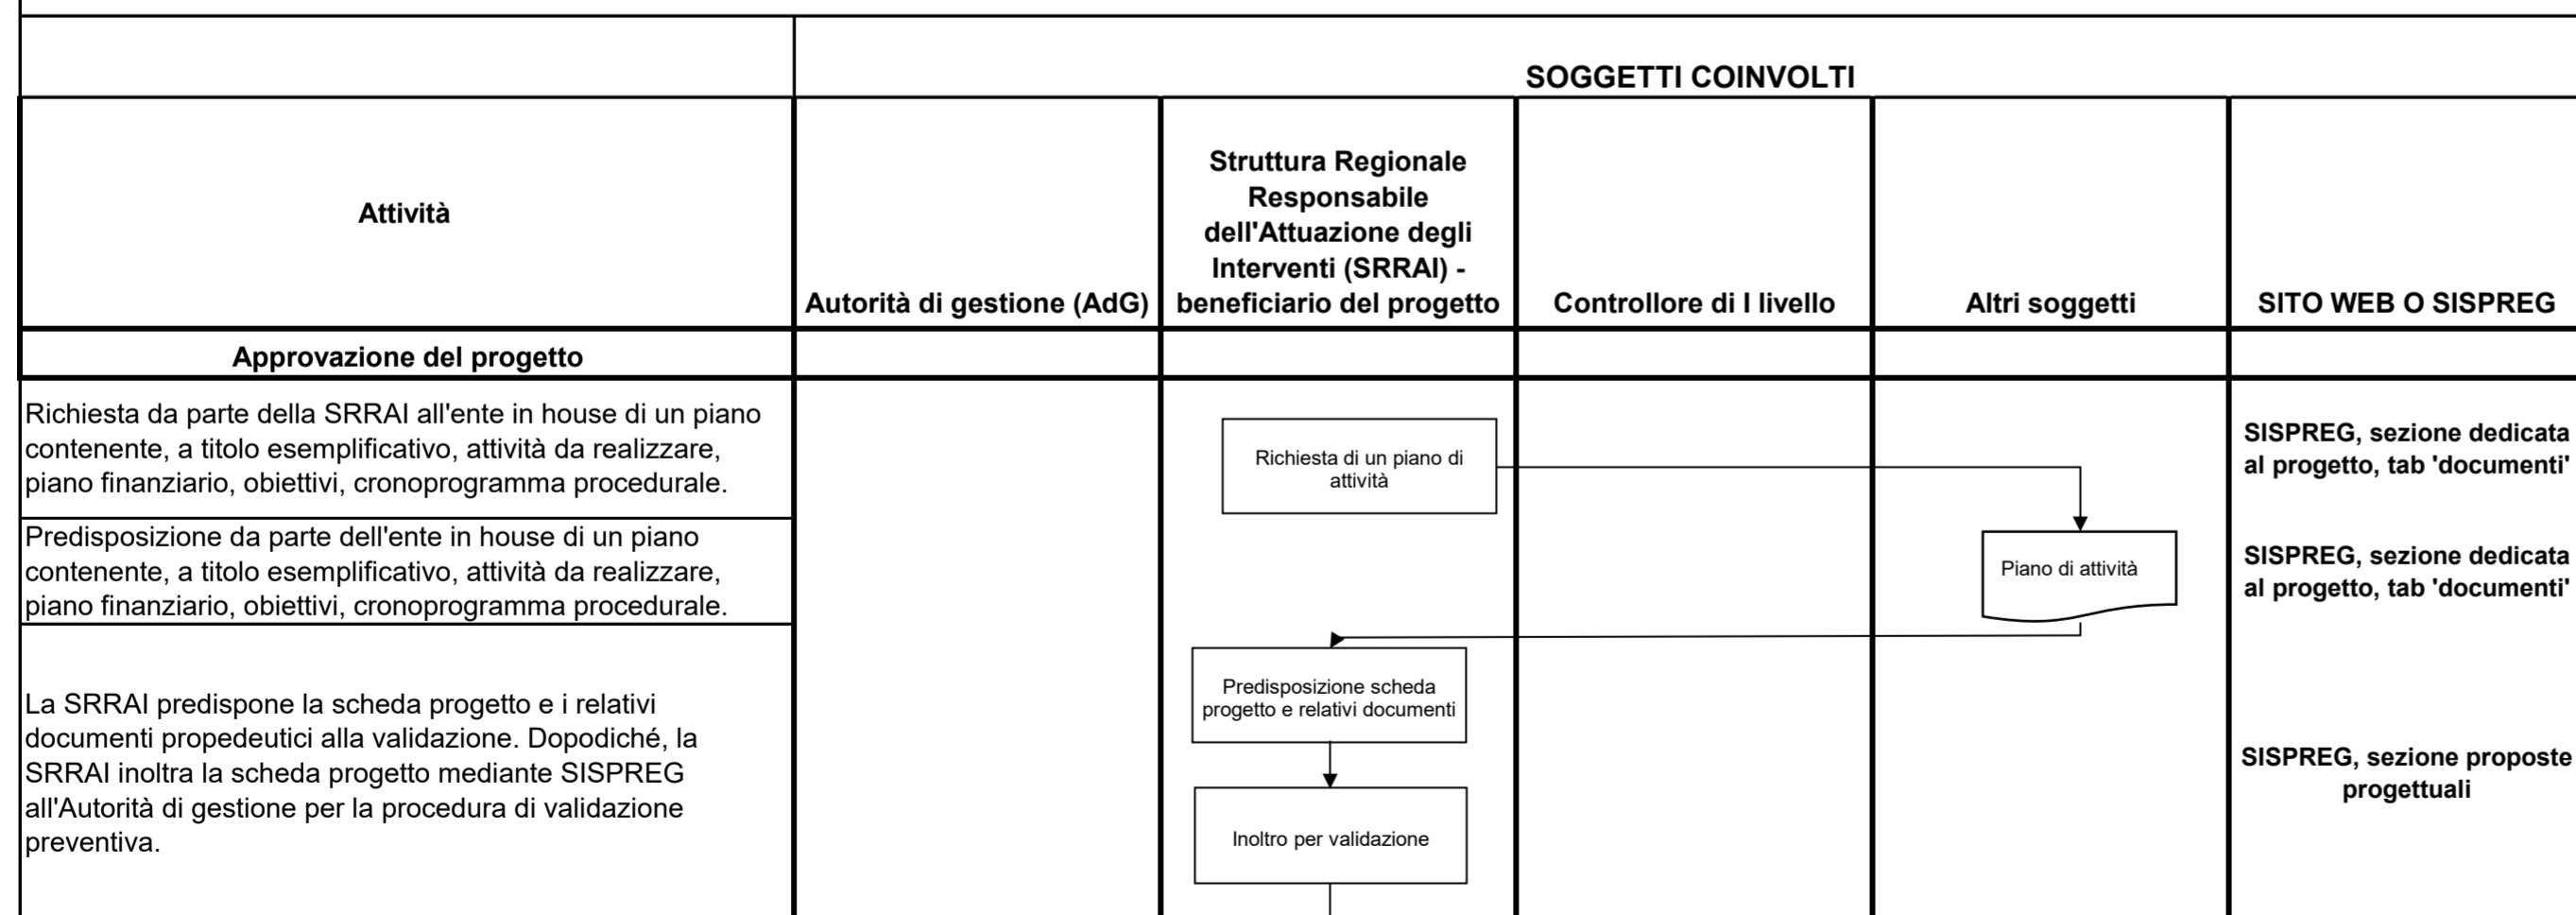 SOGGETTI COINVOLTI
Attività
Autorità di gestione (AdG)
Struttura Regionale
Responsabile
dell'Attuazione degli
Interventi (SRRAI) -
beneficiario del progetto
Controllore di I livello
Altri soggetti
SITO WEB O SISPREG
Approvazione del progetto
Richiesta da parte della SRRAI all'ente in house di un piano
contenente, a titolo esemplificativo, attività da realizzare,
piano finanziario, obiettivi, cronoprogramma procedurale.
Richiesta di un piano di
attività
SISPREG, sezione dedicata
al progetto, tab 'documenti'
Predisposizione da parte dell'ente in house di un piano
contenente, a titolo esemplificativo, attività da realizzare,
piano finanziario, obiettivi, cronoprogramma procedurale.
Piano di attività
SISPREG, sezione dedicata
al progetto, tab 'documenti'
La SRRAI predispone la scheda progetto e i relativi
documenti propedeutici alla validazione. Dopodiché, la
SRRAI inoltra la scheda progetto mediante SISPREG
all'Autorità di gestione per la procedura di validazione
preventiva.
Predisposizione scheda
progetto e relativi documenti
Inoltro per validazione
SISPREG, sezione proposte
progettuali